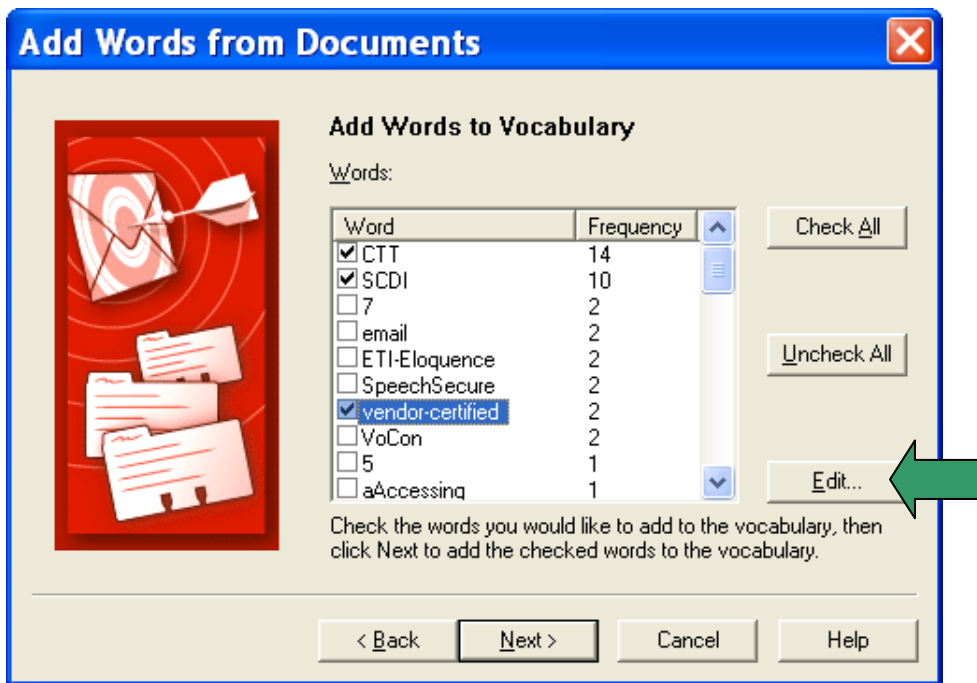 Add Words from Documents
Add Words to Vocabulary
Words:
Word Frequency
CTT 14
SCDI 10
7 2
email 2
ETI-Eloquence 2
SpeechSecure 2
vendor-certified 2
VoCon 2
5 1
aAccessing 1
Check All
Uncheck All
Edit...
Check the words you would like to add to the vocabulary, then
click Next to add the checked words to the vocabulary.
< Back Next > Cancel Help